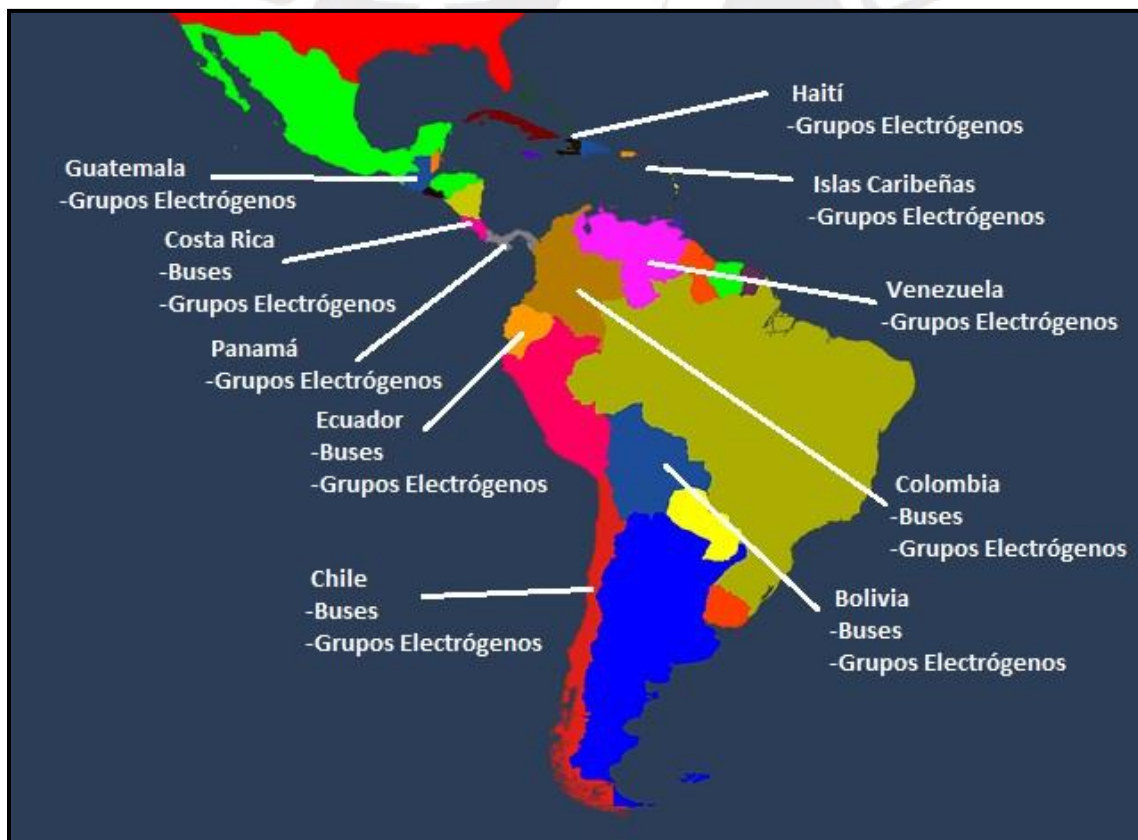 Haití
-Grupos Electrógenos
Guatemala
-Grupos Electrógenos
Islas Caribeñas
-Grupos Electrógenos
Costa Rica
-Buses
-Grupos Electrógenos
Venezuela
-Grupos Electrógenos
Panamá
-Grupos Electrógenos
Ecuador
-Buses
-Grupos Electrógenos
Colombia
-Buses
-Grupos Electrógenos
Chile
-Buses
-Grupos Electrógenos
Bolivia
-Buses
-Grupos Electrógenos